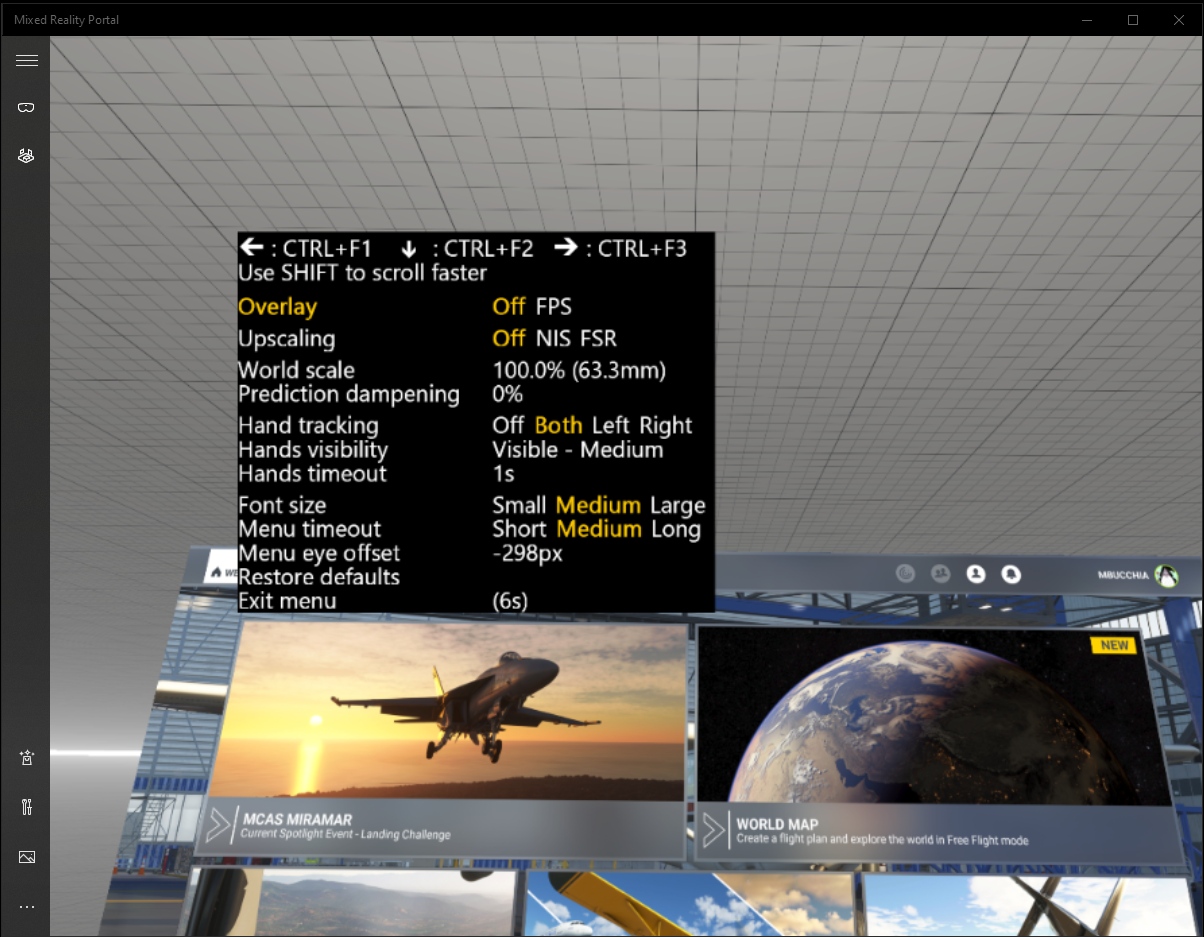 Mixed Reality Portal
← : CTRL+F1 ↓ : CTRL+F2 → : CTRL+F3
Use SHIFT to scroll faster
Overlay Off FPS
Upscaling Off NIS FSR
World scale 100.0% (63.3mm)
Prediction dampening 0%
Hand tracking Off Both Left Right
Hands visibility Visible - Medium
Hands timeout 1s
Font size Small Medium Large
Menu timeout Short Medium Long
Menu eye offset -298px
Restore defaults
Exit menu (6s)
MBUCCHIA
NEW
MCAS MIRAMAR
Current Spotlight Event - Landing Challenge
WORLD MAP
Create a flight plan and explore the world in Free Flight mode